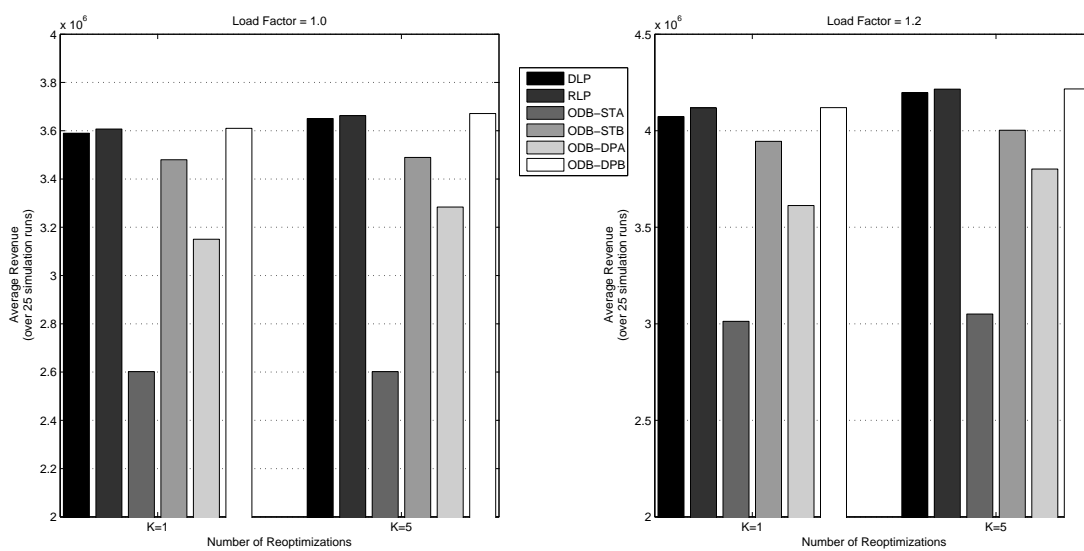 Load Factor = 1.0
x 10^6
4
3.8
3.6
3.4
3.2
3
2.8
2.6
2.4
2.2
2
Average Revenue
(over 25 simulation runs)
K=1
K=5
Number of Reoptimizations
DLP
RLP
ODB−STA
ODB−STB
ODB−DPA
ODB−DPB
Load Factor = 1.2
x 10^6
4.5
4
3.5
3
2.5
2
Average Revenue
(over 25 simulation runs)
K=1
K=5
Number of Reoptimizations